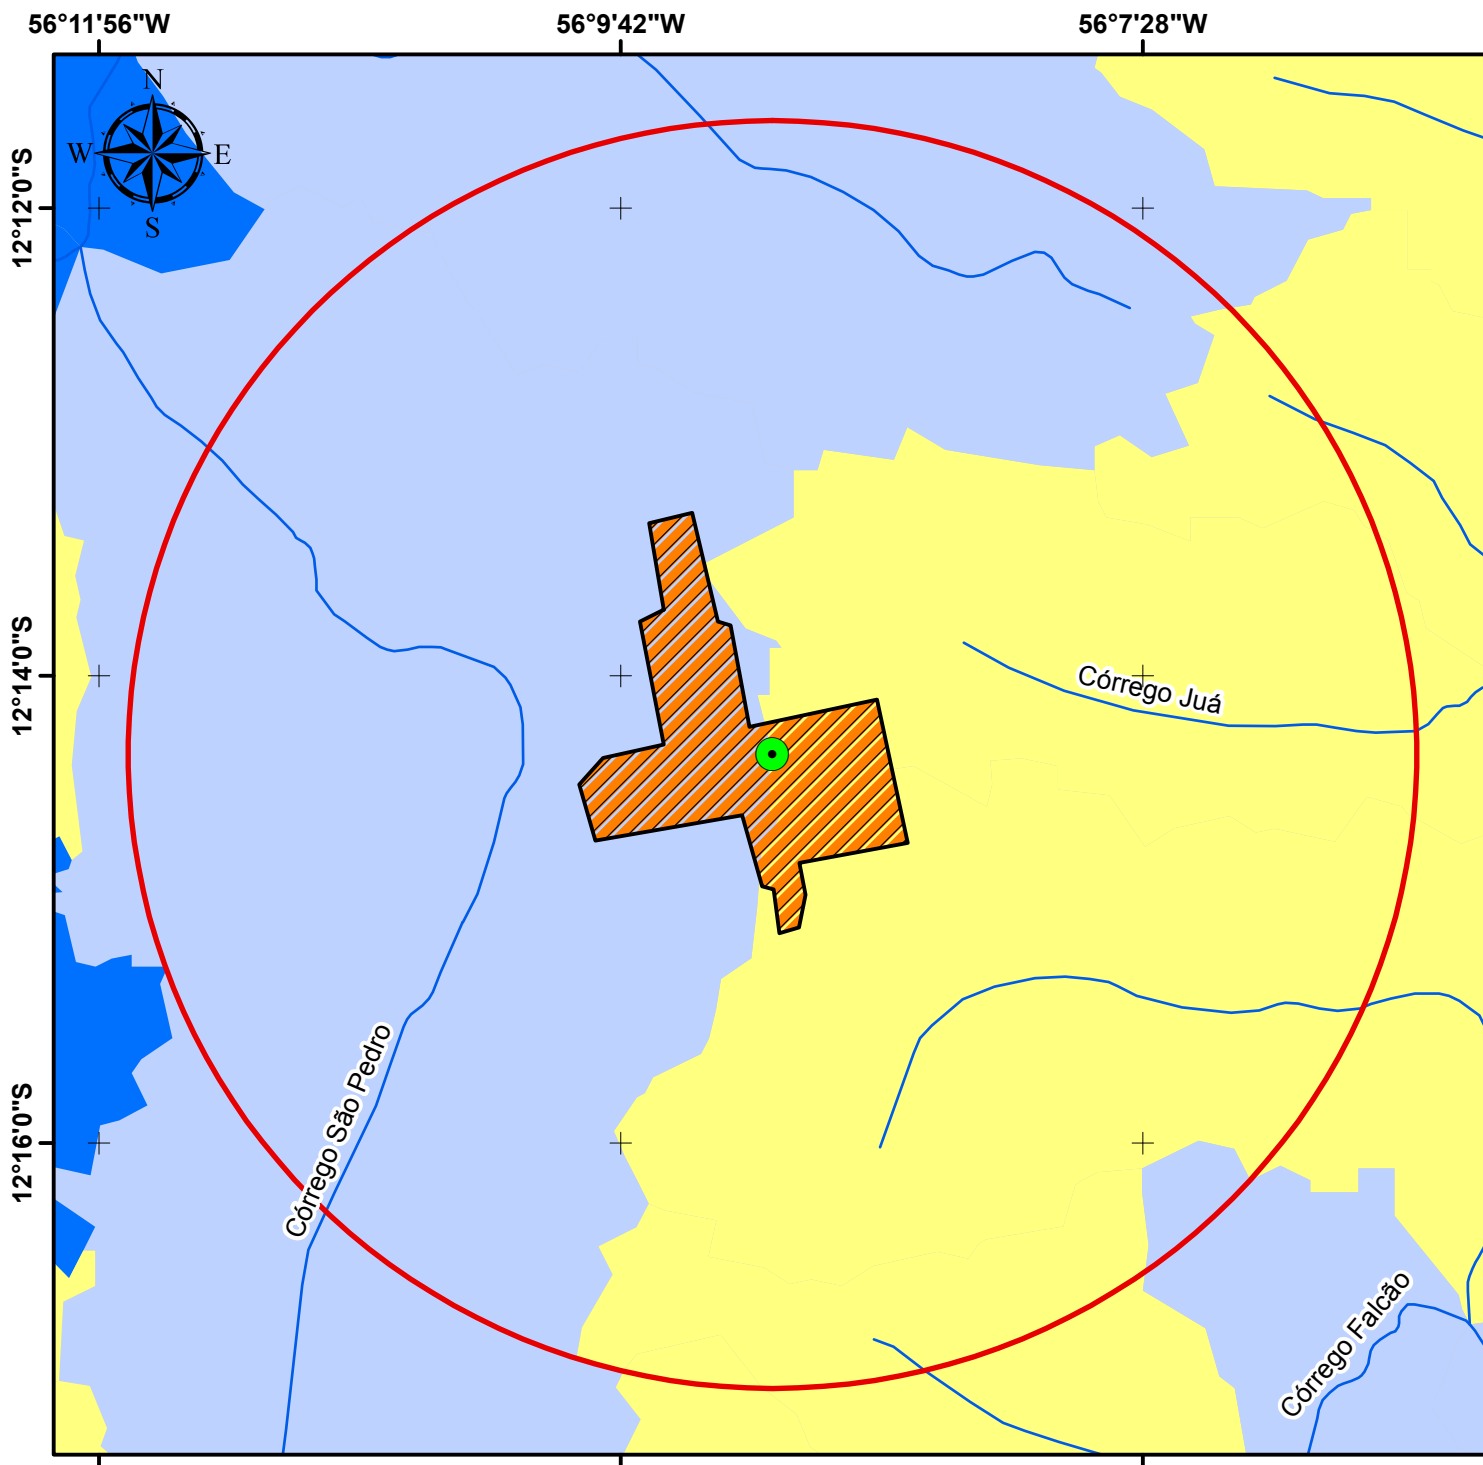 56°11'56"W
56°9'42"W
56°7'28"W
N
W
E
S
12°12'0"S
12°14'0"S
Córrego Juá
Córrego São Pedro
12°16'0"S
Córrego Falcão